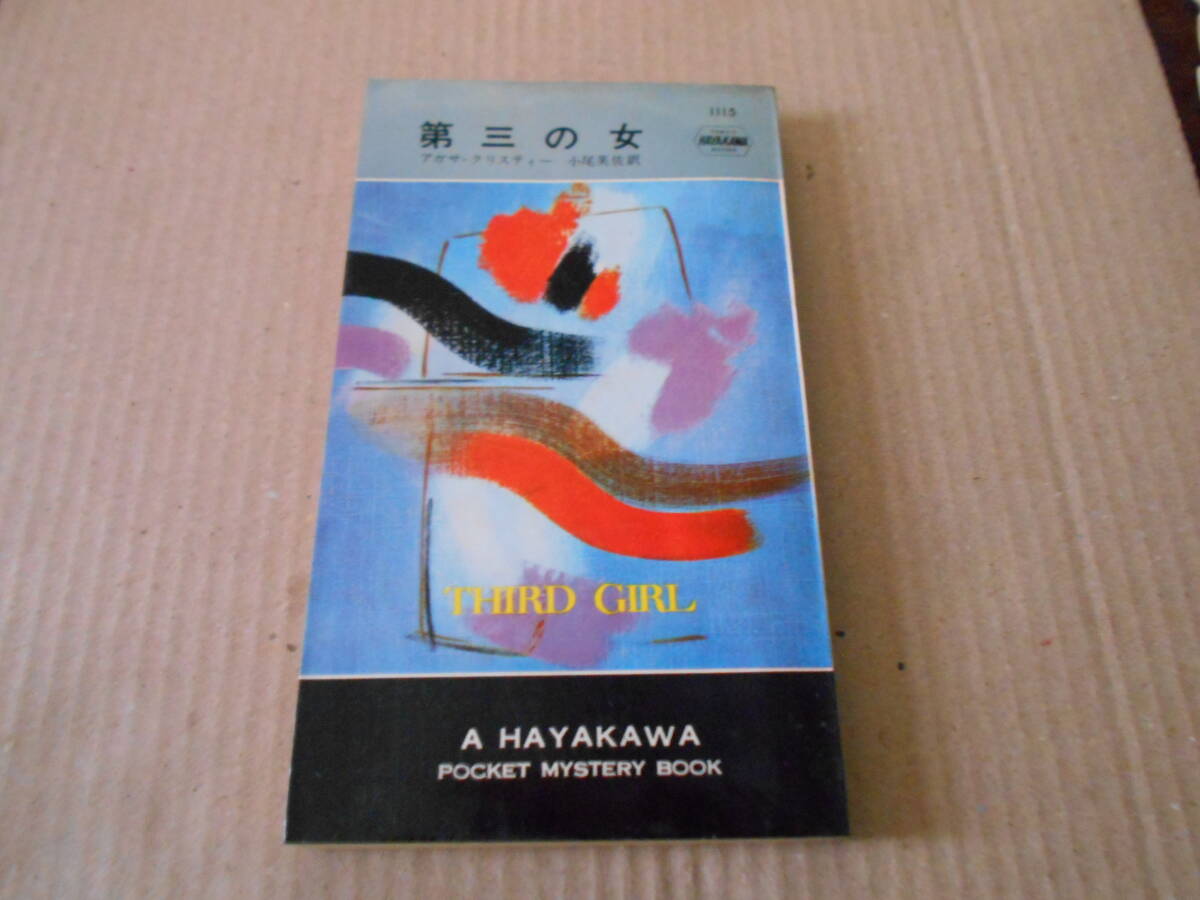 1115
第三の女
HAYAKAWA
アガサ・クリスティー 小尾芙佐訳
THIRD GIRL
A HAYAKAWA
POCKET MYSTERY BOOK